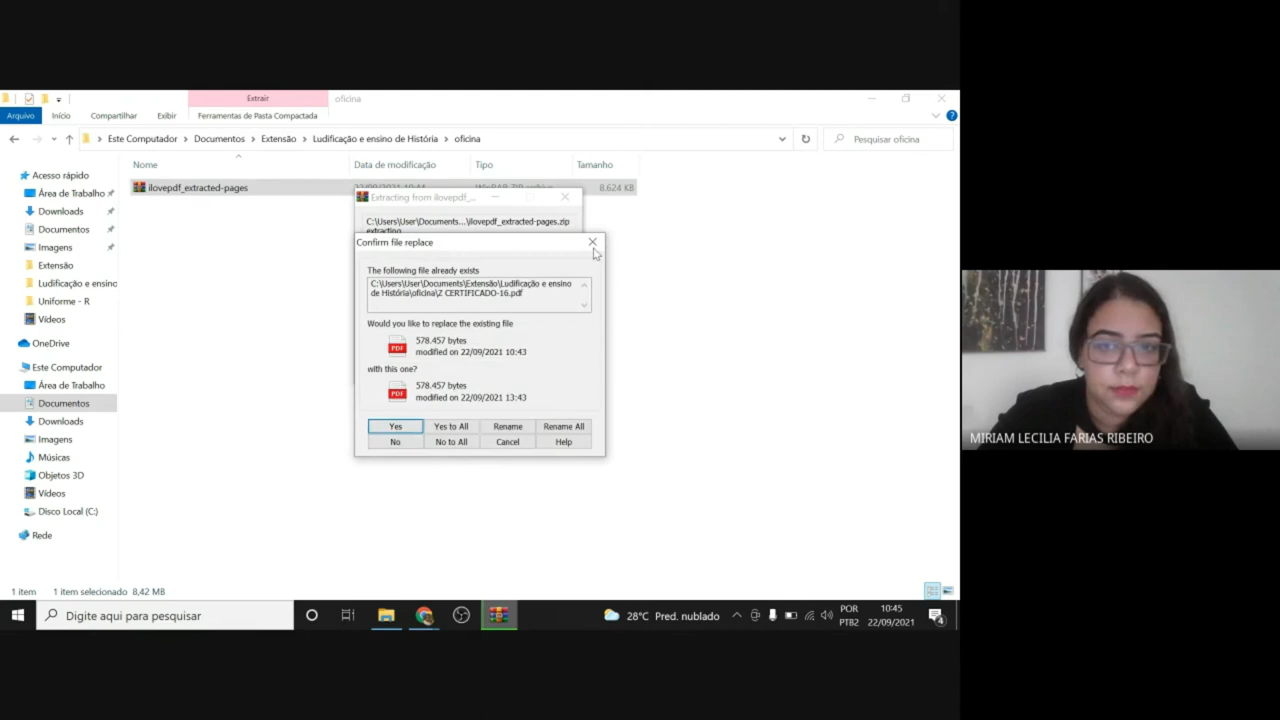 Extrair
oficina
Arquivo
Início
Compartilhar
Exibir
Ferramentas de Pasta Compactada
Este Computador
Documentos
Extensão
Ludificação e ensino de História
oficina
Pesquisar oficina
Nome
Data de modificação
Tipo
Tamanho
ilovepdf_extracted-pages
8.624 KB
Acesso rápido
Área de Trabalho
Downloads
Documentos
Imagens
Extensão
Ludificação e ensino
Uniforme - R
Vídeos
OneDrive
Este Computador
Área de Trabalho
Documentos
Downloads
Imagens
Músicas
Objetos 3D
Vídeos
Disco Local (C:)
Rede
Extracting from ilovepdf_...
C:\Users\User\Documents...\ilovepdf_extracted-pages.zip
extracting
Confirm file replace
The following file already exists
C:\Users\User\Documents\Extensão\Ludificação e ensino
de História\oficina\Z CERTIFICADO-16.pdf
Would you like to replace the existing file
PDF
578.457 bytes
modified on 22/09/2021 10:43
with this one?
PDF
578.457 bytes
modified on 22/09/2021 13:43
Yes
Yes to All
Rename
Rename All
No
No to All
Cancel
Help
1 item
1 item selecionado 8,42 MB
Digite aqui para pesquisar
28°C Pred. nublado
POR
PTB2
10:45
22/09/2021
4
MIRIAM LECILIA FARIAS RIBEIRO